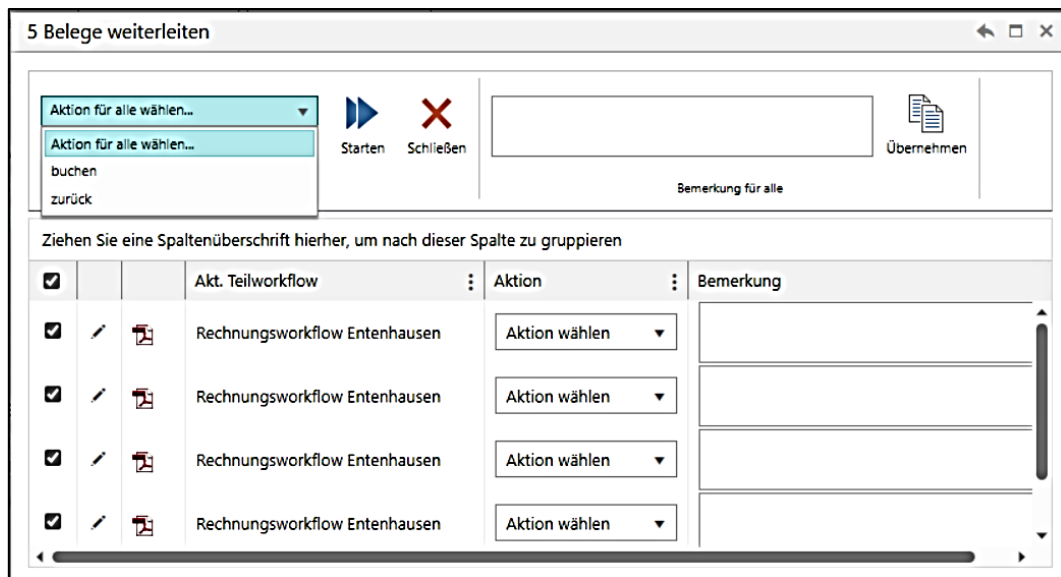 5 Belege weiterleiten
Aktion für alle wählen...
Aktion für alle wählen...
buchen
zurück
Starten
Schließen
Bemerkung für alle
Übernehmen
Ziehen Sie eine Spaltenüberschrift hierher, um nach dieser Spalte zu gruppieren
Akt. Teilworkflow Aktion Bemerkung
Rechnungsworkflow Entenhausen Aktion wählen
Rechnungsworkflow Entenhausen Aktion wählen
Rechnungsworkflow Entenhausen Aktion wählen
Rechnungsworkflow Entenhausen Aktion wählen